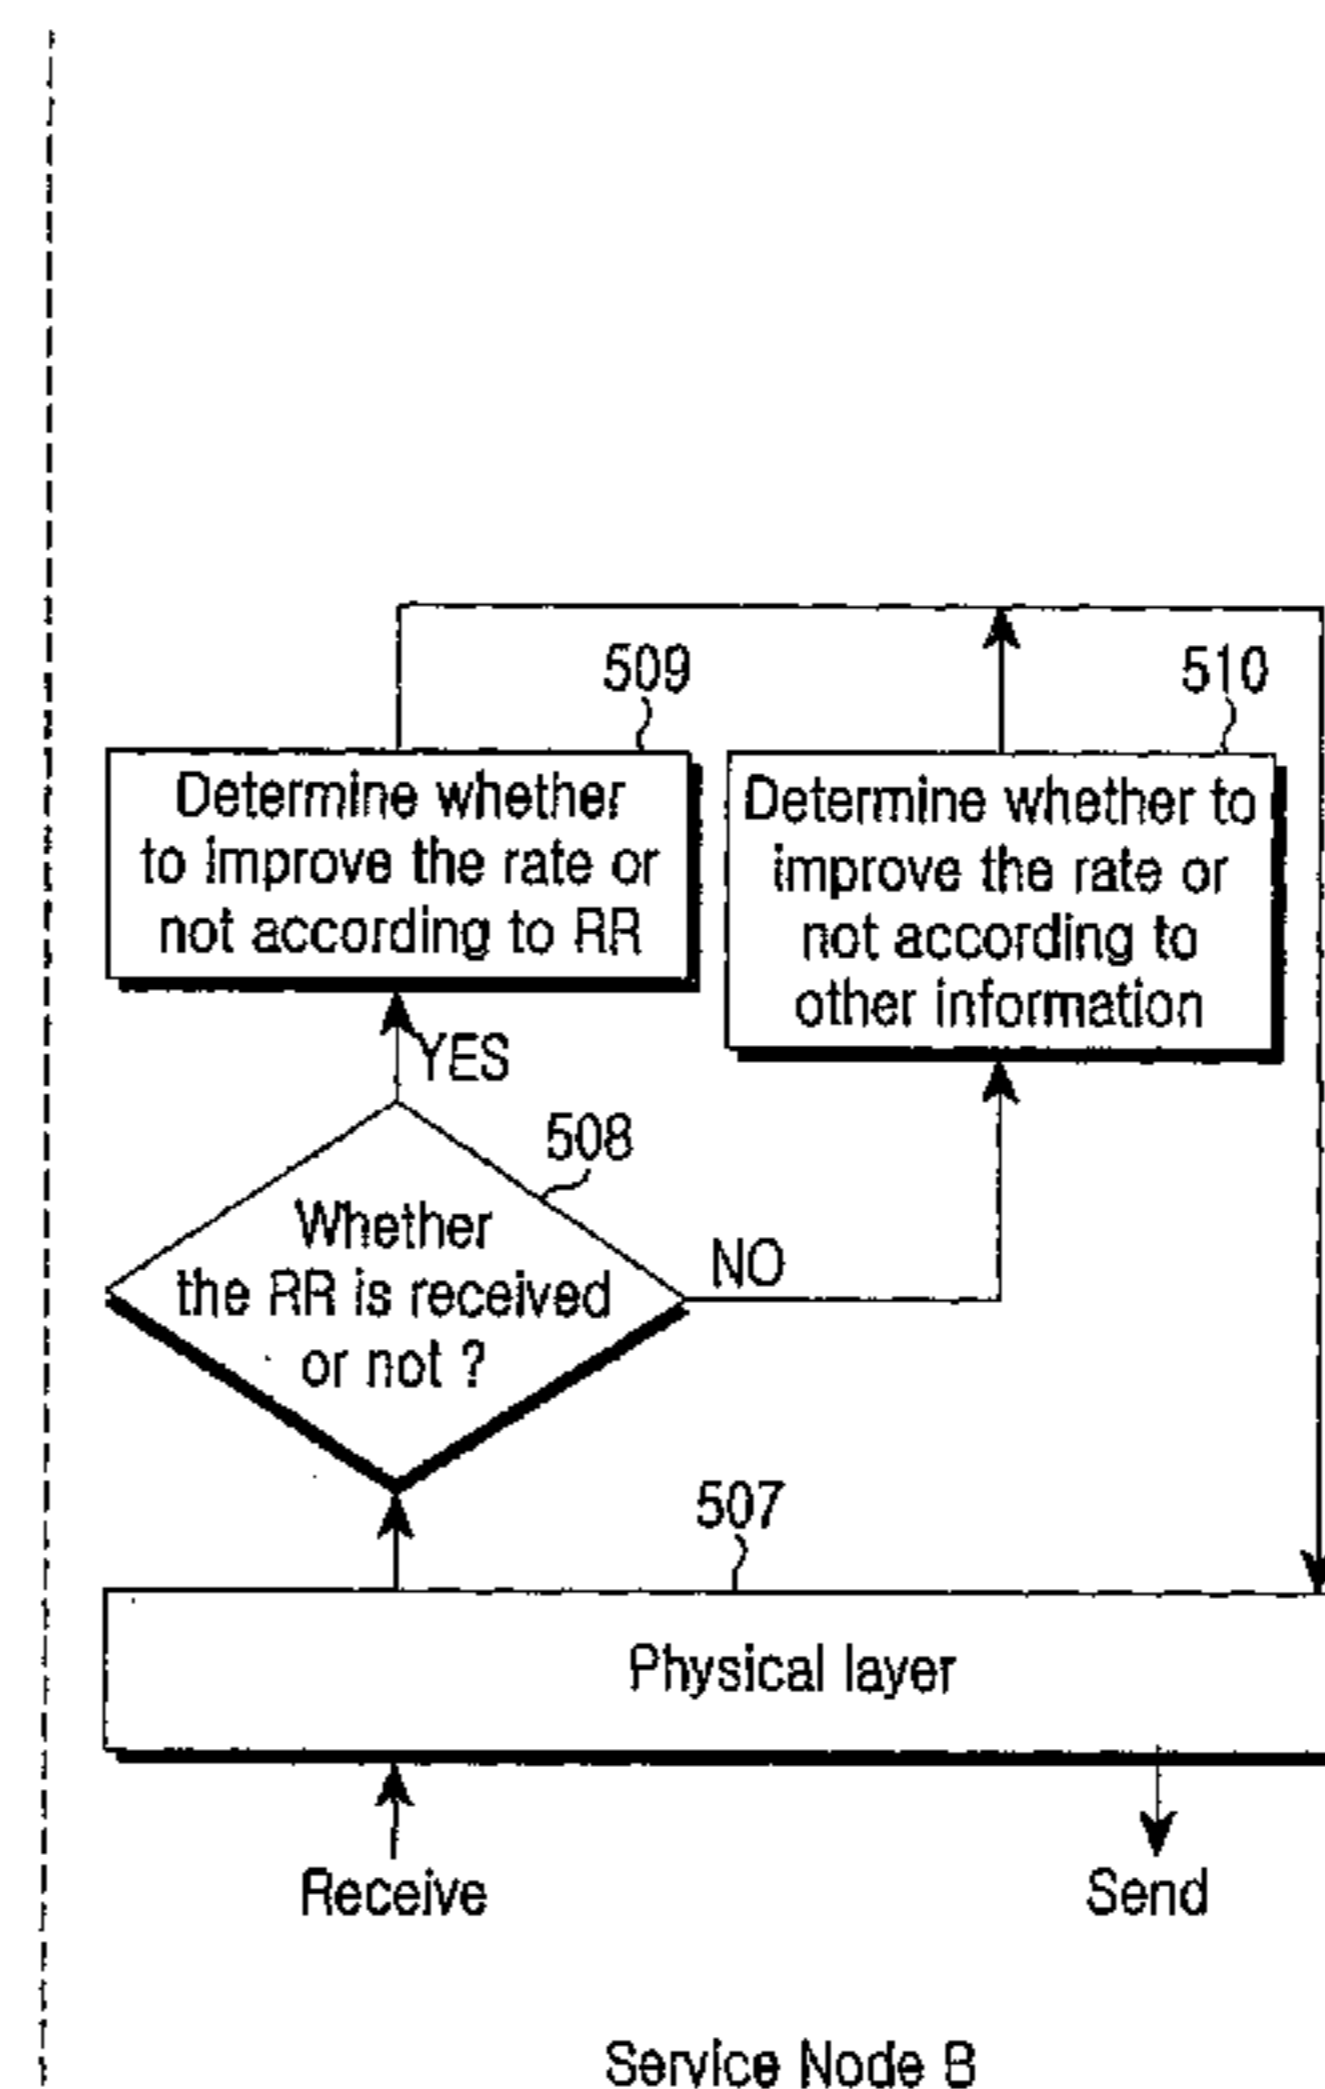 509
510
Determine whether
to improve the rate or
not according to RR
Determine whether to
improve the rate or
not according to
other information
YES
508
Whether
the RR is received
or not ?
NO
507
Physical layer
Receive
Send
Service Node B